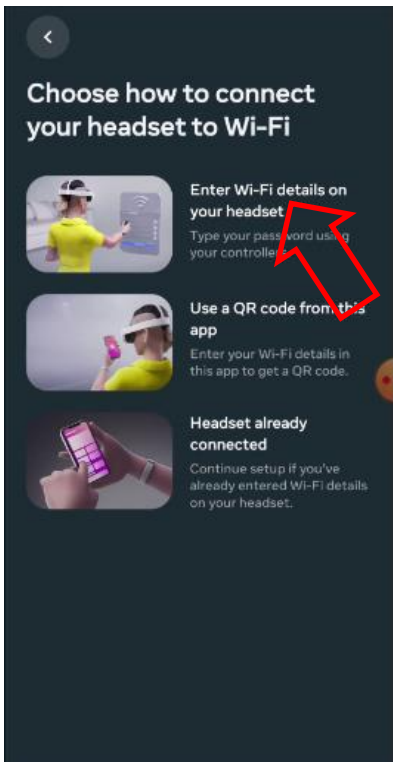 Choose how to connect
your headset to Wi-Fi
Enter Wi-Fi details on
your headset
Type your password using
your controllers.
Use a QR code from this
app
Enter your Wi-Fi details in
this app to get a QR code.
Headset already
connected
Continue setup if you've
already entered Wi-Fi details
on your headset.